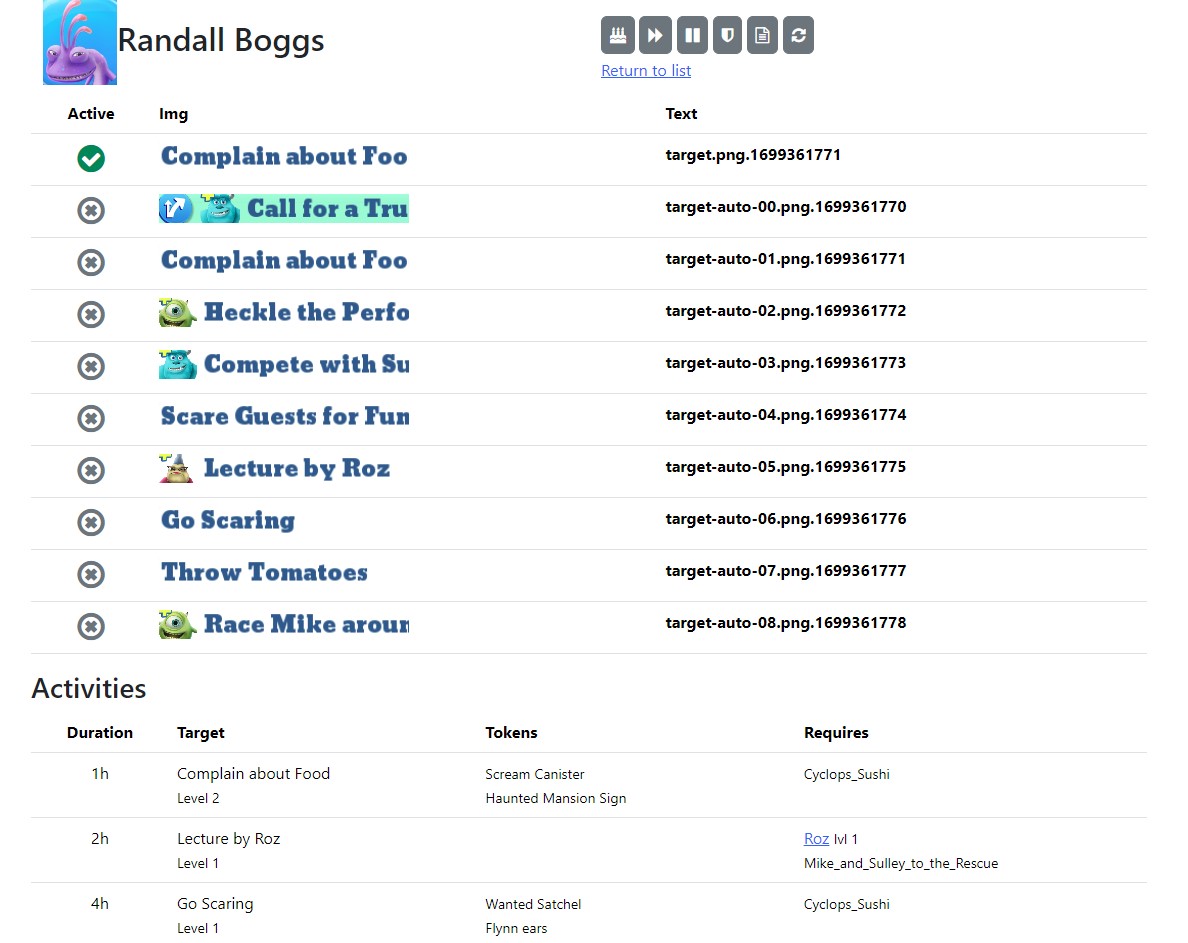 Randall Boggs
Return to list
Active Img Text
Complain about Foo target.png.1699361771
Call for a Tru target-auto-00.png.1699361770
Complain about Foo target-auto-01.png.1699361771
Heckle the Perfo target-auto-02.png.1699361772
Compete with Su target-auto-03.png.1699361773
Scare Guests for Fun target-auto-04.png.1699361774
Lecture by Roz target-auto-05.png.1699361775
Go Scaring target-auto-06.png.1699361776
Throw Tomatoes target-auto-07.png.1699361777
Race Mike aroun target-auto-08.png.1699361778
Activities
Duration Target Tokens Requires
1h Complain about Food Scream Canister Cyclops_Sushi
Level 2 Haunted Mansion Sign
2h Lecture by Roz Roz lvl 1
Level 1 Mike_and_Sulley_to_the_Rescue
4h Go Scaring Wanted Satchel Cyclops_Sushi
Level 1 Flynn ears